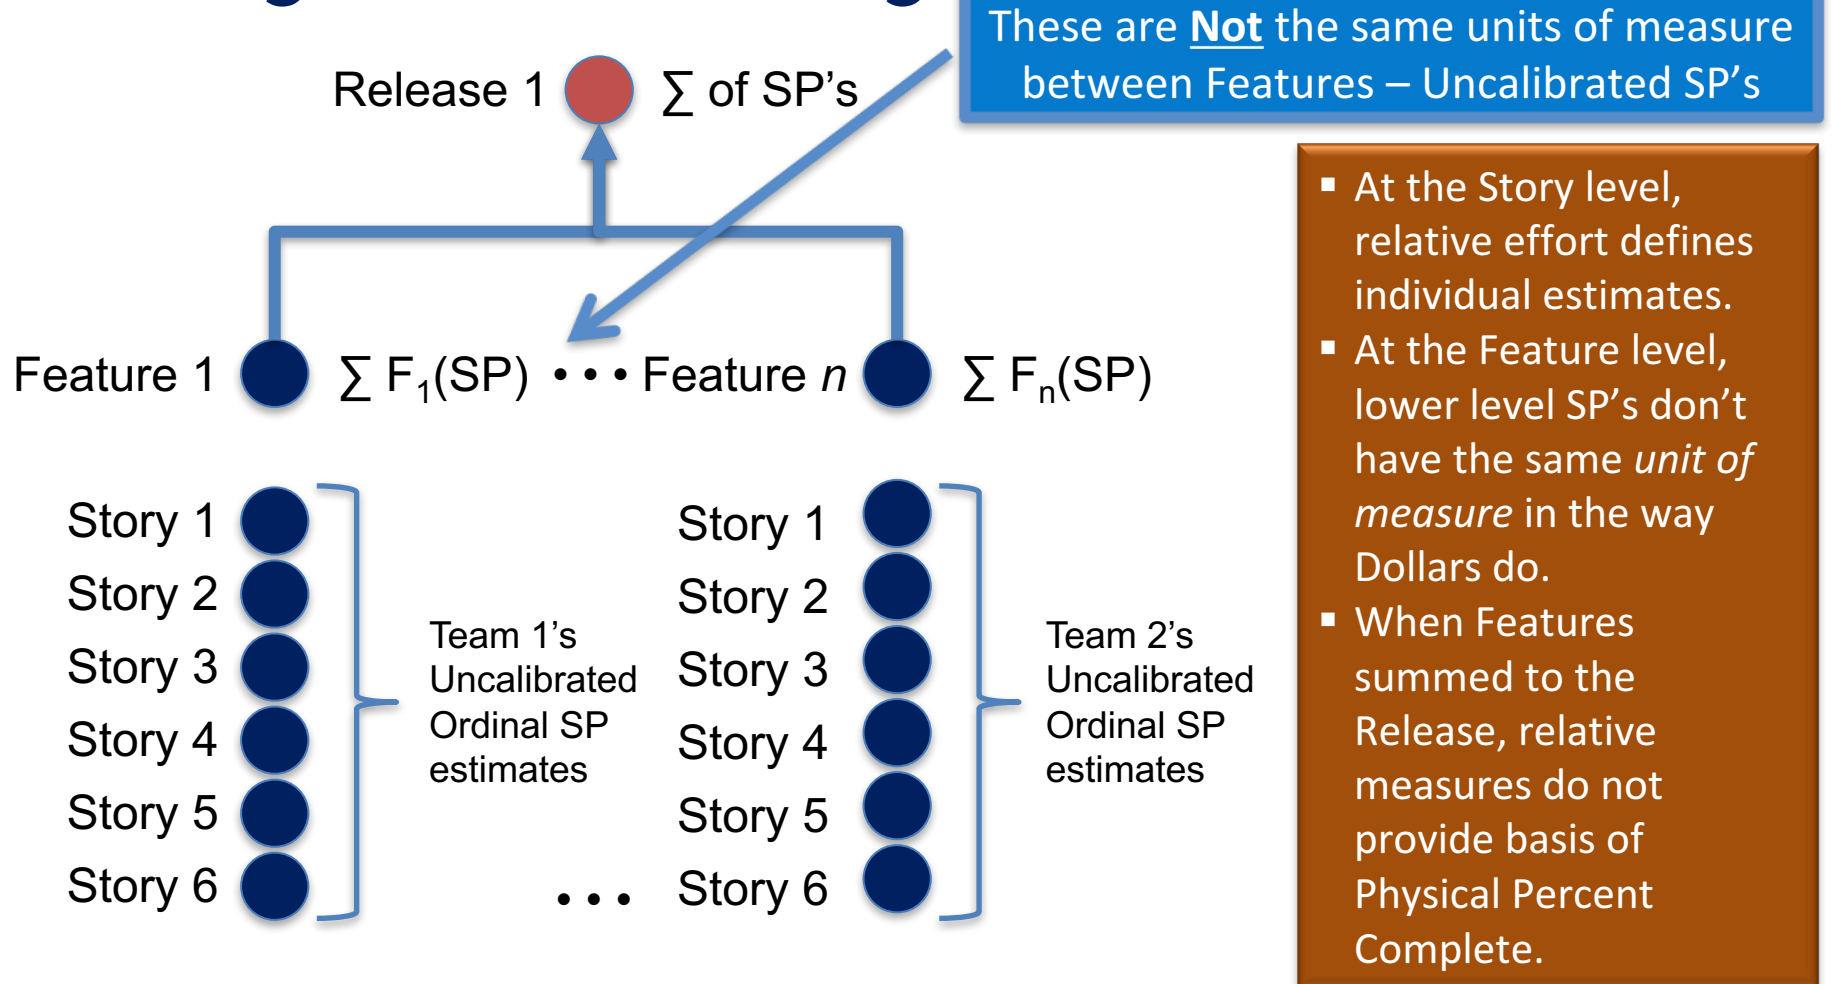 These are Not the same units of measure
between Features – Uncalibrated SP's
Release 1
∑ of SP's
Feature 1
∑ F₁(SP)
• • •
Feature n
∑ Fₙ(SP)
Story 1
Story 2
Story 3
Story 4
Story 5
Story 6
Team 1's
Uncalibrated
Ordinal SP
estimates
• • •
Story 1
Story 2
Story 3
Story 4
Story 5
Story 6
Team 2's
Uncalibrated
Ordinal SP
estimates
▪ At the Story level,
relative effort defines
individual estimates.
▪ At the Feature level,
lower level SP's don't
have the same unit of
measure in the way
Dollars do.
▪ When Features
summed to the
Release, relative
measures do not
provide basis of
Physical Percent
Complete.